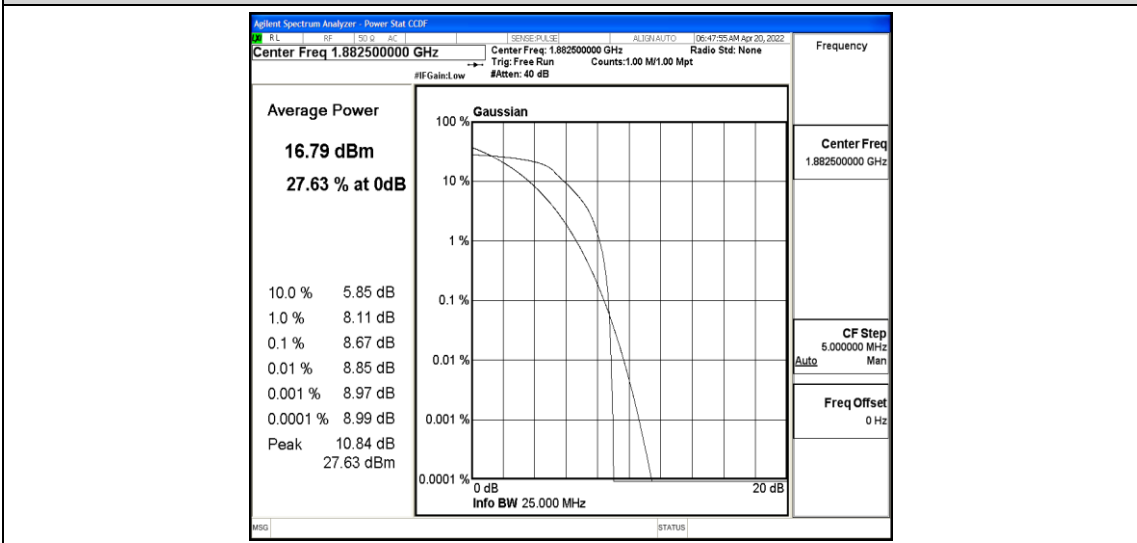 Agilent Spectrum Analyzer - Power Stat CCDF
LXI RL RF 50 Ω AC SENSE:PULSE ALIGN AUTO 06:47:55 AM Apr 20, 2022
Center Freq 1.882500000 GHz
Center Freq: 1.882500000 GHz Radio Std: None
Trig: Free Run Counts:1.00 M/1.00 Mpt
#IFGain:Low #Atten: 40 dB
Frequency
Center Freq
1.882500000 GHz
CF Step
5.000000 MHz
Auto Man
Freq Offset
0 Hz
Average Power
16.79 dBm
27.63 % at 0dB
10.0 % 5.85 dB
1.0 % 8.11 dB
0.1 % 8.67 dB
0.01 % 8.85 dB
0.001 % 8.97 dB
0.0001 % 8.99 dB
Peak 10.84 dB
27.63 dBm
Gaussian
100 %
10 %
1 %
0.1 %
0.01 %
0.001 %
0.0001 %
0 dB 20 dB
Info BW 25.000 MHz
MSG STATUS